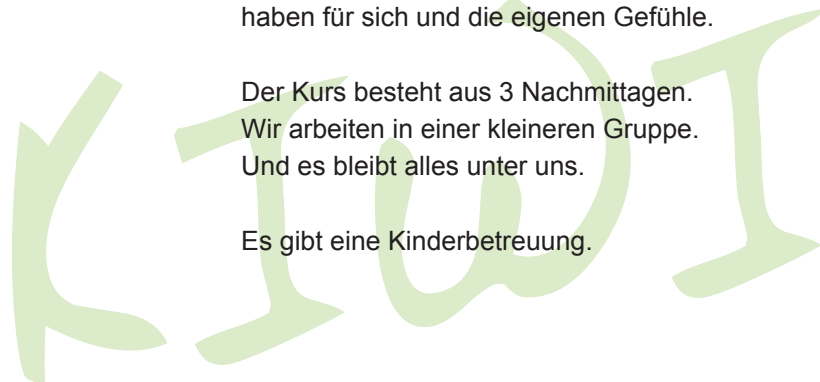 haben für sich und die eigenen Gefühle.
Der Kurs besteht aus 3 Nachmittagen.
Wir arbeiten in einer kleineren Gruppe.
Und es bleibt alles unter uns.
Es gibt eine Kinderbetreuung.
KIWI